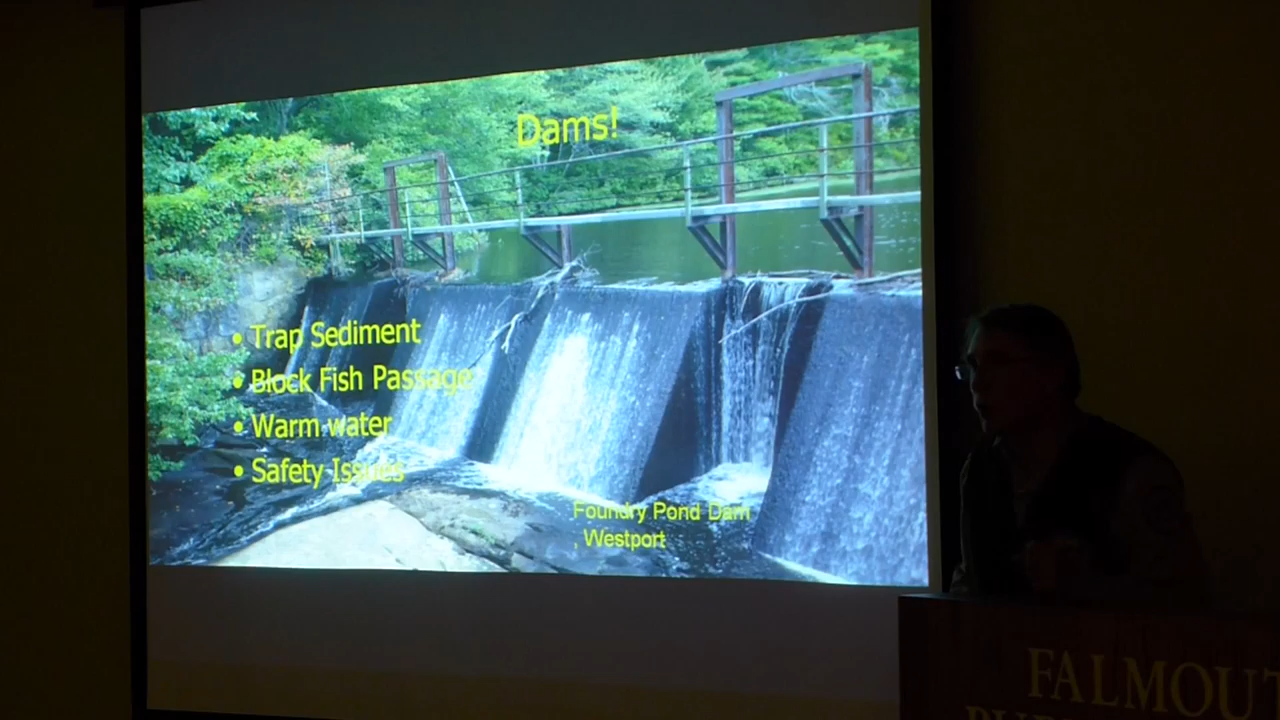 Dams!
• Trap Sediment
• Block Fish Passage
• Warm water
• Safety Issues
Foundry Pond Dam
, Westport
FALMOUT